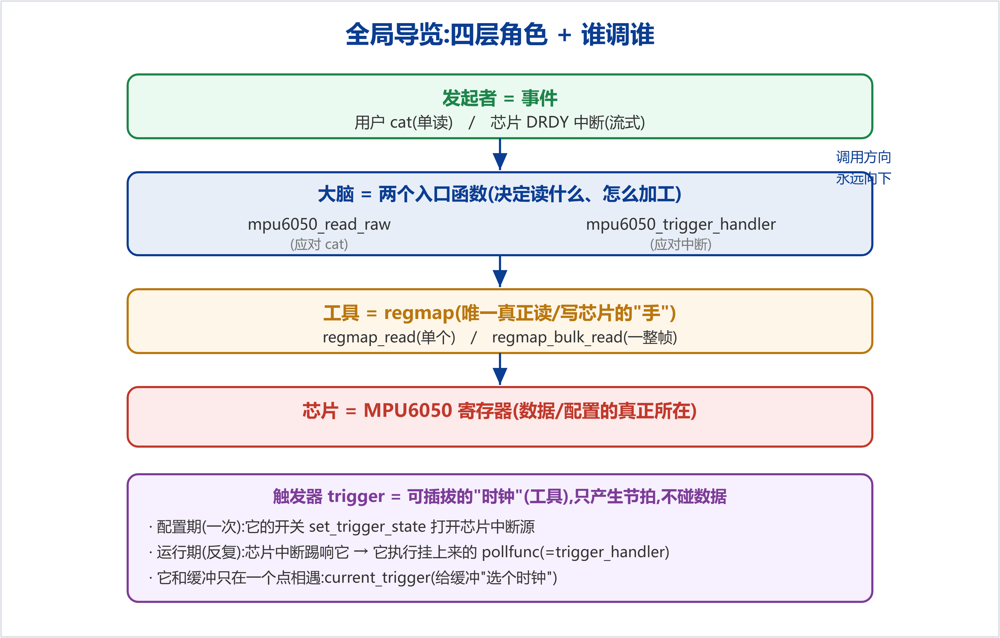 全局导览:四层角色 + 谁调谁
发起者 = 事件
用户 cat(单读) / 芯片 DRDY 中断(流式)
调用方向
永远向下
大脑 = 两个入口函数(决定读什么、怎么加工)
mpu6050_read_raw
(应对 cat)
mpu6050_trigger_handler
(应对中断)
工具 = regmap(唯一真正读/写芯片的"手")
regmap_read(单个) / regmap_bulk_read(一整帧)
芯片 = MPU6050 寄存器(数据/配置的真正所在)
触发器 trigger = 可插拔的"时钟"(工具),只产生节拍,不碰数据
· 配置期(一次):它的开关 set_trigger_state 打开芯片中断源
· 运行期(反复):芯片中断踢响它 → 它执行挂上来的 pollfunc(=trigger_handler)
· 它和缓冲只在一个点相遇:current_trigger(给缓冲"选个时钟")